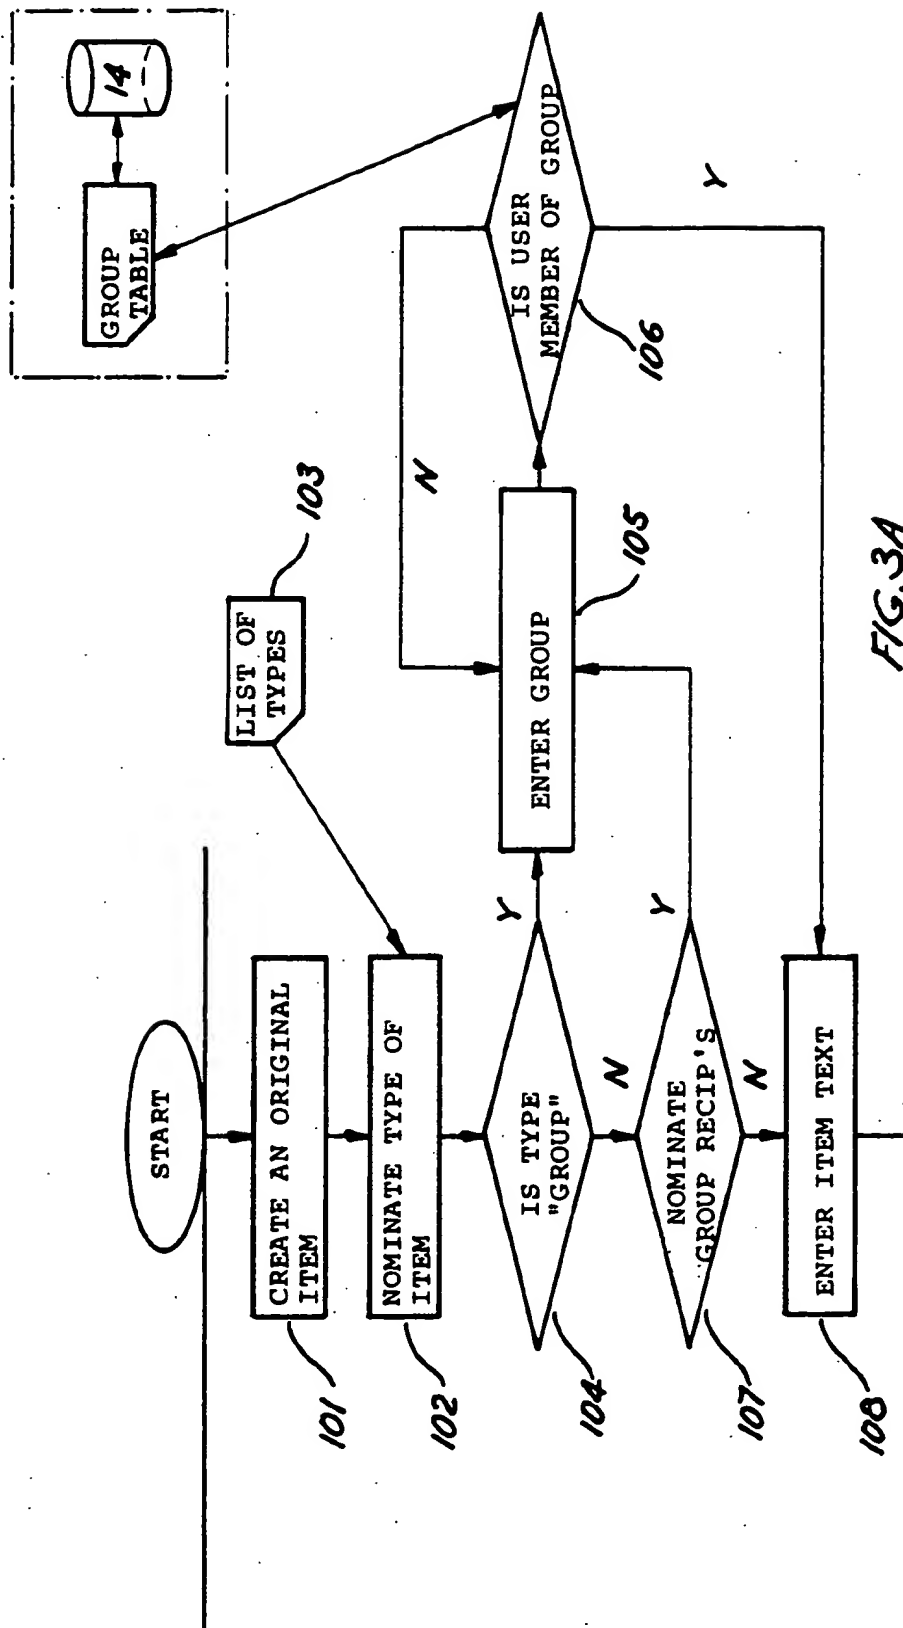 START
CREATE AN ORIGINAL
ITEM
101
NOMINATE TYPE OF
ITEM
102
LIST OF
TYPES
103
IS TYPE
"GROUP"
104
Y
N
ENTER GROUP
105
N
IS USER
MEMBER OF GROUP
106
Y
GROUP
TABLE
14
NOMINATE
GROUP RECIP'S
107
Y
N
ENTER ITEM TEXT
108
FIG. 3A